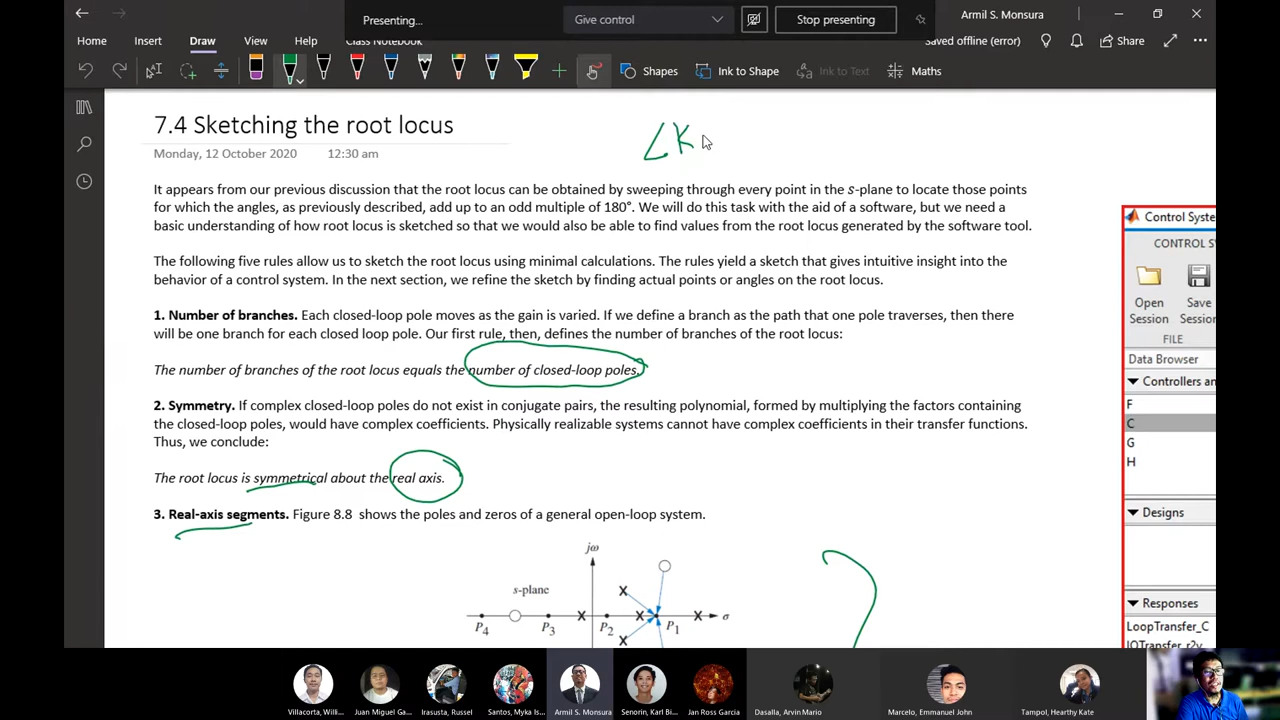 Presenting...
Give control
Stop presenting
Armil S. Monsura
Home
Insert
Draw
View
Help
Class Notebook
Saved offline (error)
Share
Shapes
Ink to Shape
Ink to Text
Maths
7.4 Sketching the root locus
∠K
Monday, 12 October 2020 12:30 am
It appears from our previous discussion that the root locus can be obtained by sweeping through every point in the s-plane to locate those points
for which the angles, as previously described, add up to an odd multiple of 180°. We will do this task with the aid of a software, but we need a
basic understanding of how root locus is sketched so that we would also be able to find values from the root locus generated by the software tool.
The following five rules allow us to sketch the root locus using minimal calculations. The rules yield a sketch that gives intuitive insight into the
behavior of a control system. In the next section, we refine the sketch by finding actual points or angles on the root locus.
1. Number of branches. Each closed-loop pole moves as the gain is varied. If we define a branch as the path that one pole traverses, then there
will be one branch for each closed loop pole. Our first rule, then, defines the number of branches of the root locus:
The number of branches of the root locus equals the number of closed-loop poles.
2. Symmetry. If complex closed-loop poles do not exist in conjugate pairs, the resulting polynomial, formed by multiplying the factors containing
the closed-loop poles, would have complex coefficients. Physically realizable systems cannot have complex coefficients in their transfer functions.
Thus, we conclude:
The root locus is symmetrical about the real axis.
3. Real-axis segments. Figure 8.8 shows the poles and zeros of a general open-loop system.
jω
s-plane
σ
P4
P3
P2
P1
Control Syste
CONTROL S
Open
Session
Save
Session
FILE
Data Browser
Controllers an
F
C
G
H
Designs
Responses
LoopTransfer_C
IOTransfer_r2y
Villacorta, Willi...
Juan Miguel Ga...
Irasusta, Russel
Santos, Myka Is...
Armil S. Monsura
Senorin, Karl Bi...
Jan Ross Garcia
Dasalla, Arvin Mario
Marcelo, Emmanuel John
Tampol, Hearthy Kate